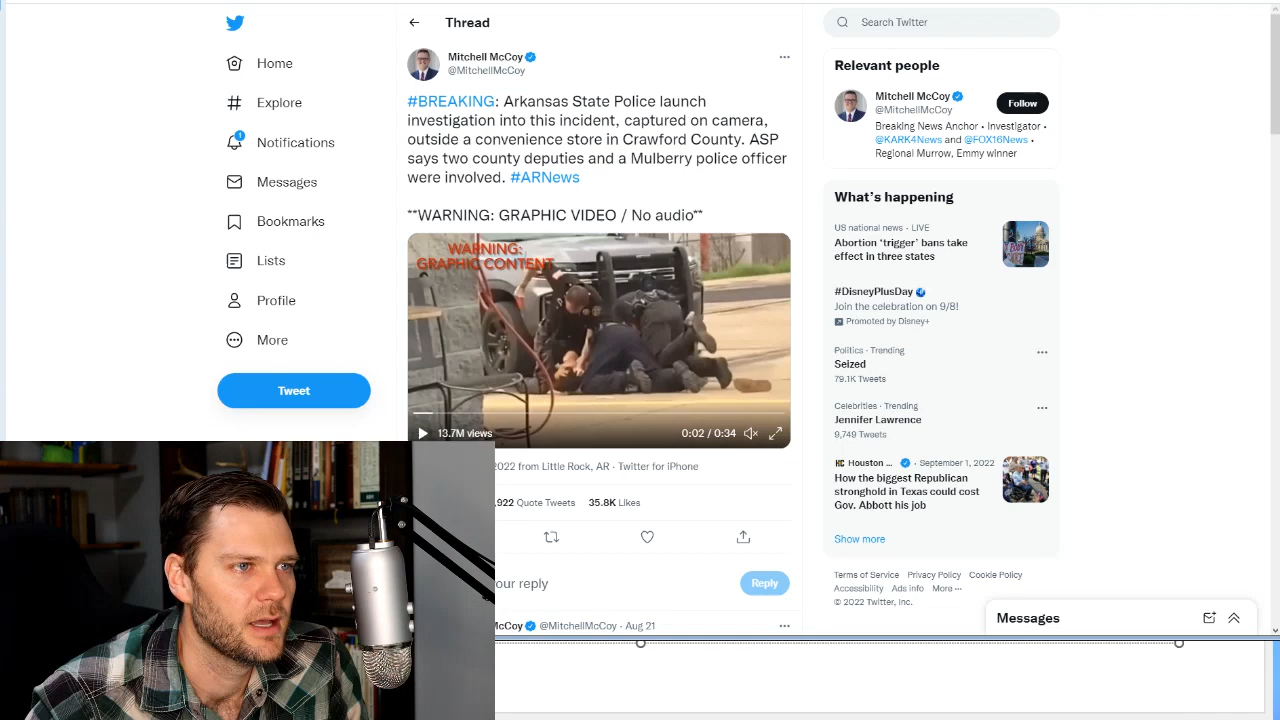 Home
Explore
1
Notifications
Messages
Bookmarks
Lists
Profile
More
Tweet
Thread
Mitchell McCoy
@MitchellMcCoy
#BREAKING: Arkansas State Police launch
investigation into this incident, captured on camera,
outside a convenience store in Crawford County. ASP
says two county deputies and a Mulberry police officer
were involved. #ARNews
**WARNING: GRAPHIC VIDEO / No audio**
WARNING:
GRAPHIC CONTENT
13.7M views
0:02 / 0:34
2022 from Little Rock, AR · Twitter for iPhone
,922 Quote Tweets 35.8K Likes
our reply
Reply
McCoy @MitchellMcCoy · Aug 21
Search Twitter
Relevant people
Mitchell McCoy
@MitchellMcCoy
Follow
Breaking News Anchor • Investigator •
@KARK4News and @FOX16News •
Regional Murrow, Emmy winner
What's happening
US national news · LIVE
Abortion 'trigger' bans take
effect in three states
#DisneyPlusDay
Join the celebration on 9/8!
Promoted by Disney+
Politics · Trending
Seized
79.1K Tweets
Celebrities · Trending
Jennifer Lawrence
9,749 Tweets
Houston ... · September 1, 2022
How the biggest Republican
stronghold in Texas could cost
Gov. Abbott his job
Show more
Terms of Service Privacy Policy Cookie Policy
Accessibility Ads info More ···
© 2022 Twitter, Inc.
Messages